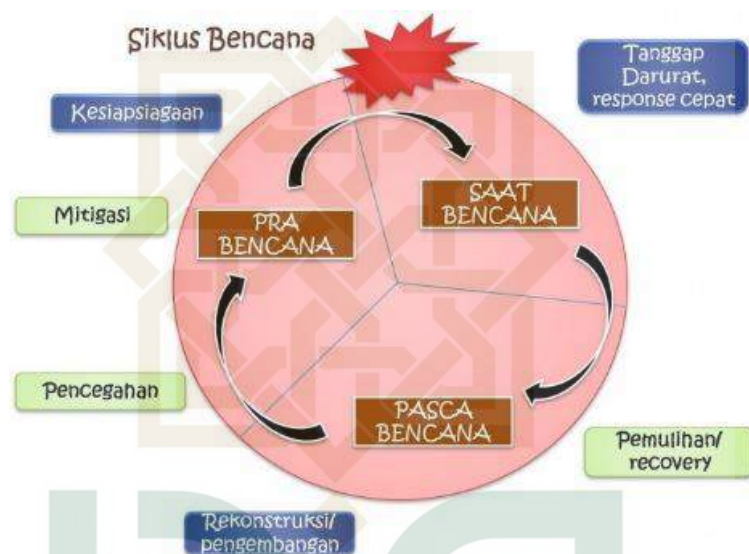 Siklus Bencana
Tanggap
Darurat,
response cepat
Kesiapsiagaan
Mitigasi
PRA
BENCANA
SAAT
BENCANA
Pencegahan
PASCA
BENCANA
Pemulihan/
recovery
Rekonstruksi/
pengembangan